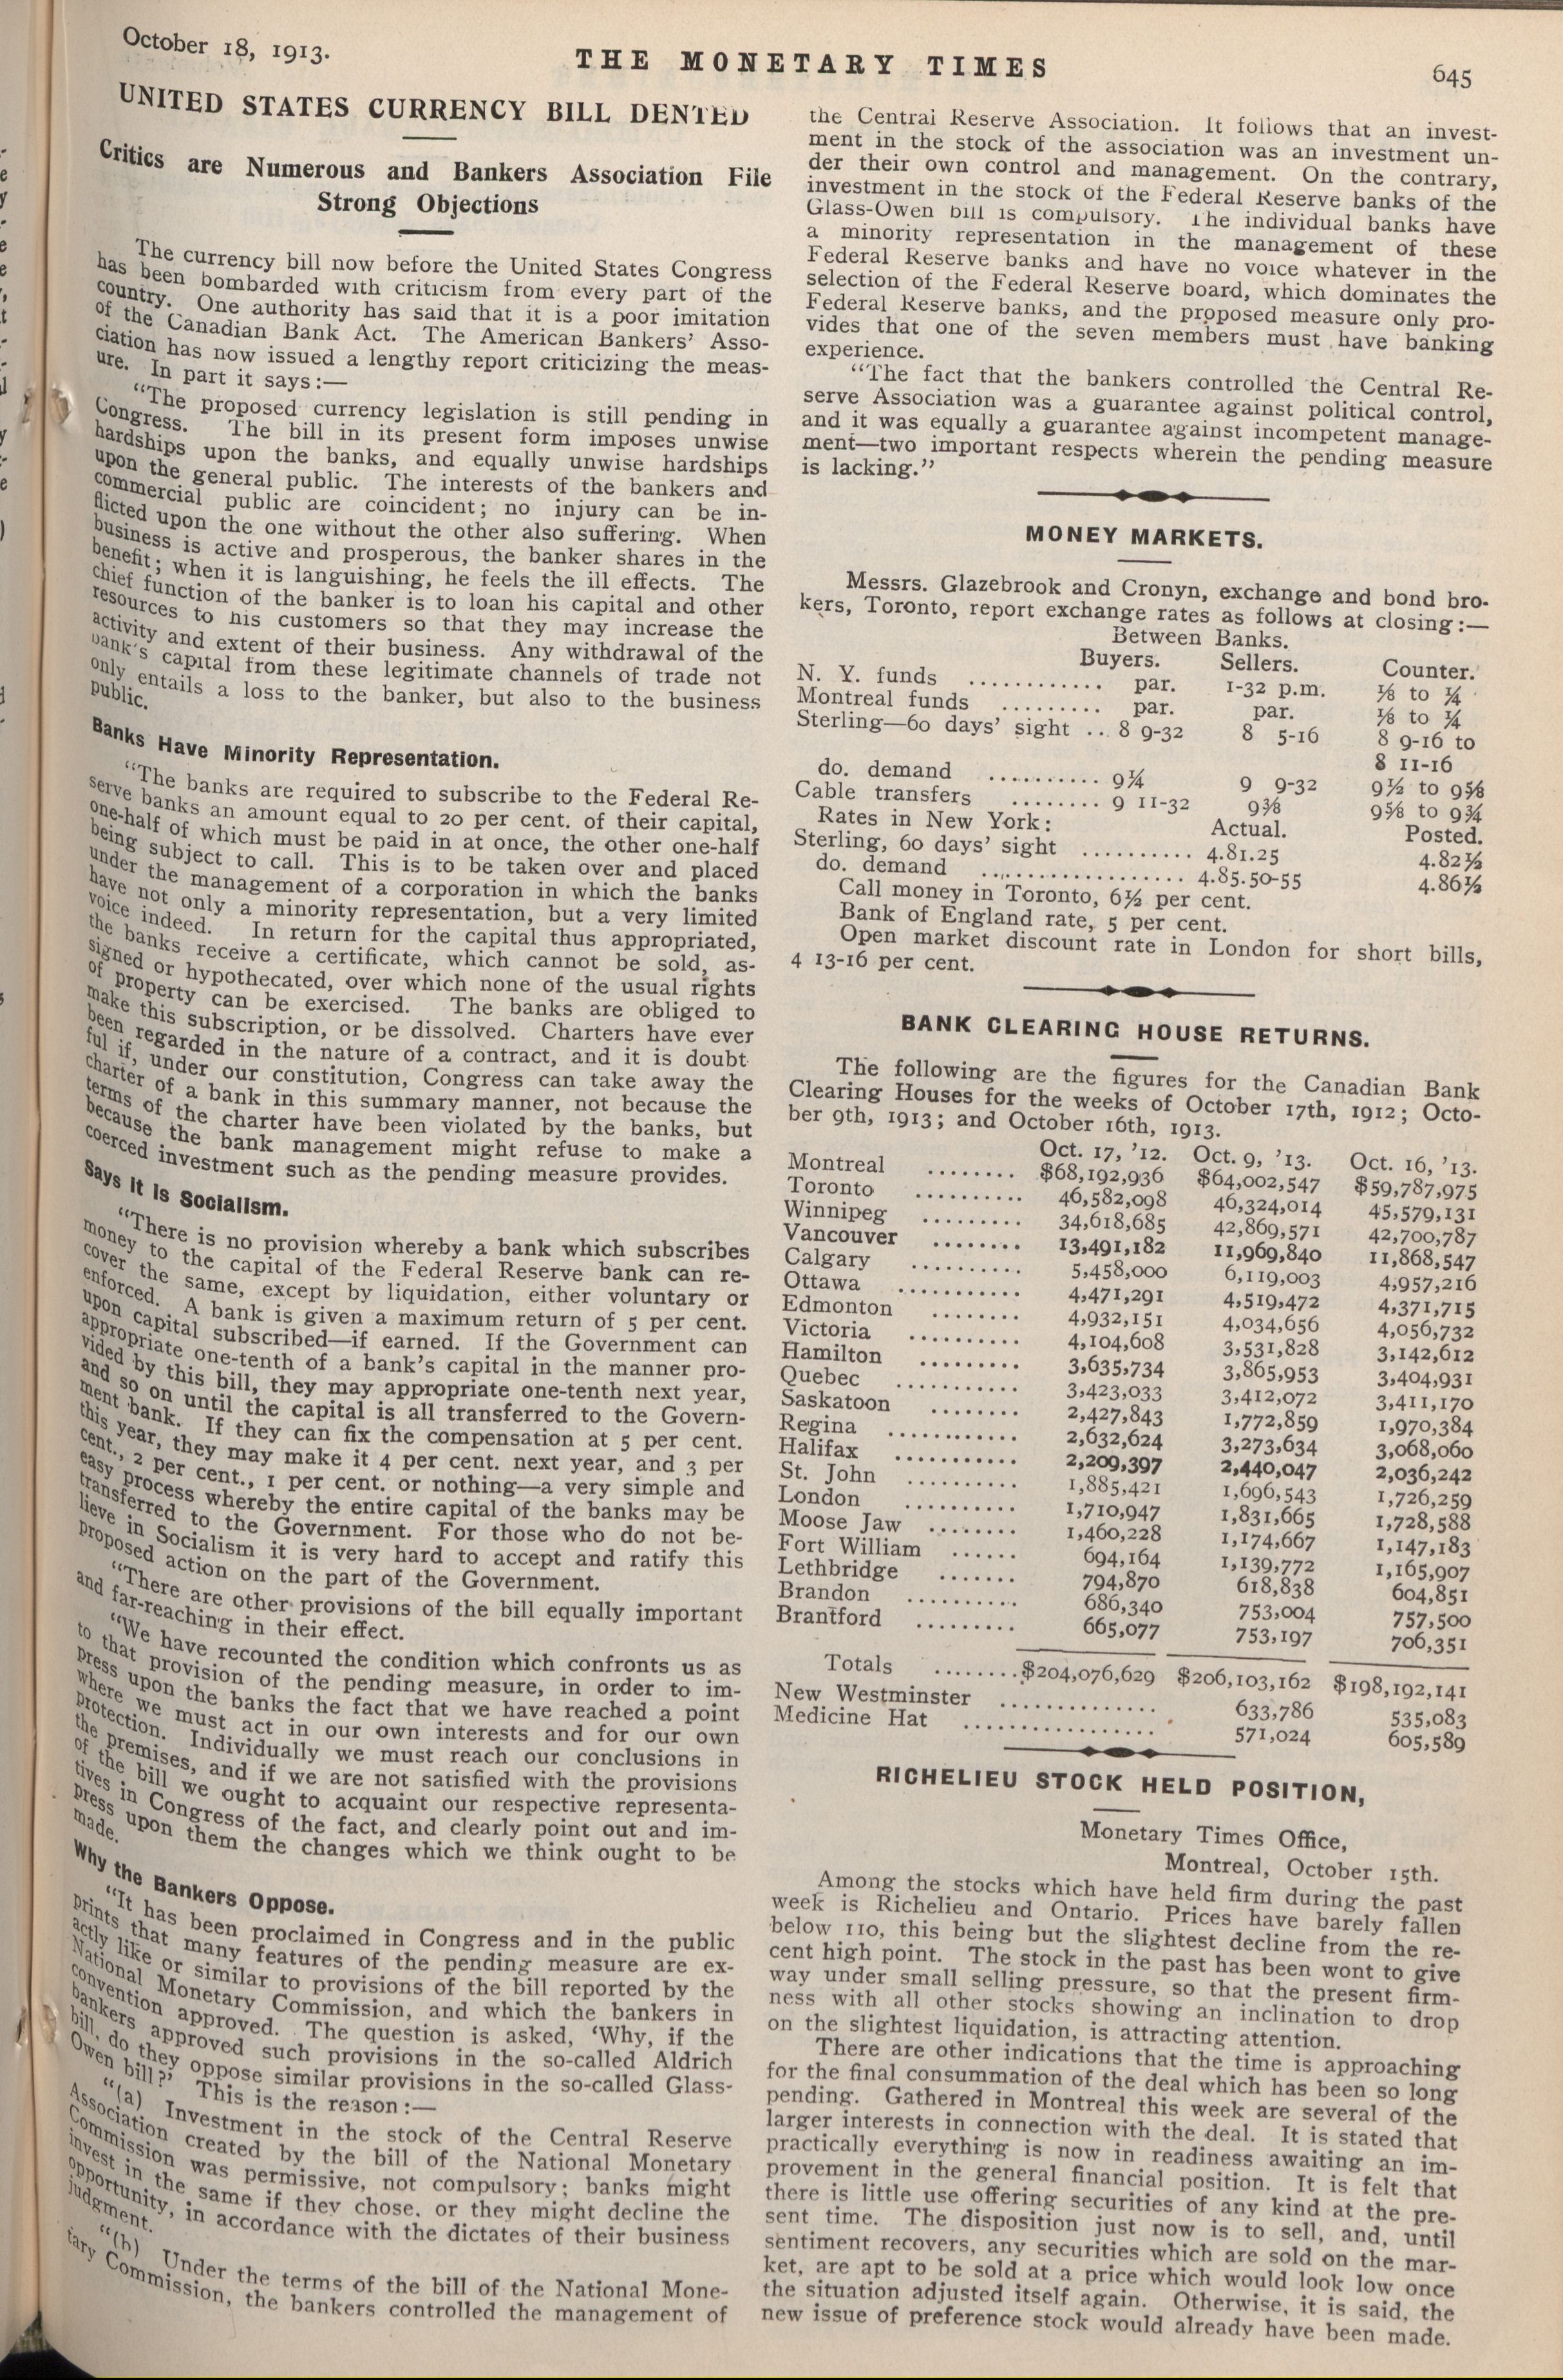 October 18, 1913.
THE MONETARY TIMES
645
UNITED STATES CURRENCY BILL DENTED
Critics are Numerous and Bankers Association File
Strong Objections
The currency bill now before the United States Congress
has been bombarded with criticism from every part of the
country. One authority has said that it is a poor imitation
of the Canadian Bank Act. The American Bankers' Asso-
ciation has now issued a lengthy report criticizing the meas-
ure. In part it says:—
"The proposed currency legislation is still pending in
Congress. The bill in its present form imposes unwise
hardships upon the banks, and equally unwise hardships
upon the general public. The interests of the bankers and
commercial public are coincident; no injury can be in-
flicted upon the one without the other also suffering. When
business is active and prosperous, the banker shares in the
benefit; when it is languishing, he feels the ill effects. The
chief function of the banker is to loan his capital and other
resources to his customers so that they may increase the
activity and extent of their business. Any withdrawal of the
bank's capital from these legitimate channels of trade not
only entails a loss to the banker, but also to the business
public.
Banks Have Minority Representation.
"The banks are required to subscribe to the Federal Re-
serve banks an amount equal to 20 per cent. of their capital,
one-half of which must be paid in at once, the other one-half
being subject to call. This is to be taken over and placed
under the management of a corporation in which the banks
have not only a minority representation, but a very limited
voice indeed. In return for the capital thus appropriated,
the banks receive a certificate, which cannot be sold, as-
signed or hypothecated, over which none of the usual rights
of property can be exercised. The banks are obliged to
make this subscription, or be dissolved. Charters have ever
been regarded in the nature of a contract, and it is doubt
ful if, under our constitution, Congress can take away the
charter of a bank in this summary manner, not because the
terms of the charter have been violated by the banks, but
because the bank management might refuse to make a
coerced investment such as the pending measure provides.
Says It Is Socialism.
"There is no provision whereby a bank which subscribes
money to the capital of the Federal Reserve bank can re-
cover the same, except by liquidation, either voluntary or
enforced. A bank is given a maximum return of 5 per cent.
upon capital subscribed—if earned. If the Government can
appropriate one-tenth of a bank's capital in the manner pro-
vided by this bill, they may appropriate one-tenth next year,
and so on until the capital is all transferred to the Govern-
ment bank. If they can fix the compensation at 5 per cent.
this year, they may make it 4 per cent. next year, and 3 per
cent., 2 per cent., 1 per cent. or nothing—a very simple and
easy process whereby the entire capital of the banks may be
transferred to the Government. For those who do not be-
lieve in Socialism it is very hard to accept and ratify this
proposed action on the part of the Government.
"There are other provisions of the bill equally important
and far-reaching in their effect.
"We have recounted the condition which confronts us as
to that provision of the pending measure, in order to im-
press upon the banks the fact that we have reached a point
where we must act in our own interests and for our own
protection. Individually we must reach our conclusions in
the premises, and if we are not satisfied with the provisions
of the bill we ought to acquaint our respective representa-
tives in Congress of the fact, and clearly point out and im-
press upon them the changes which we think ought to be
made.
Why the Bankers Oppose.
"It has been proclaimed in Congress and in the public
prints that many features of the pending measure are ex-
actly like or similar to provisions of the bill reported by the
National Monetary Commission, and which the bankers in
convention approved. The question is asked, 'Why, if the
bankers approved such provisions in the so-called Aldrich
bill, do they oppose similar provisions in the so-called Glass-
Owen bill?' This is the reason:—
"(a) Investment in the stock of the Central Reserve
Association created by the bill of the National Monetary
Commission was permissive, not compulsory; banks might
invest in the same if they chose, or they might decline the
opportunity, in accordance with the dictates of their business
judgment.
"(h) Under the terms of the bill of the National Mone-
tary Commission, the bankers controlled the management of
the Central Reserve Association. It follows that an invest-
ment in the stock of the association was an investment un-
der their own control and management. On the contrary,
investment in the stock of the Federal Reserve banks of the
Glass-Owen bill is compulsory. The individual banks have
a minority representation in the management of these
Federal Reserve banks and have no voice whatever in the
selection of the Federal Reserve board, which dominates the
Federal Reserve banks, and the proposed measure only pro-
vides that one of the seven members must have banking
experience.
"The fact that the bankers controlled the Central Re-
serve Association was a guarantee against political control,
and it was equally a guarantee against incompetent manage-
ment—two important respects wherein the pending measure
is lacking."
MONEY MARKETS.
Messrs. Glazebrook and Cronyn, exchange and bond bro-
kers, Toronto, report exchange rates as follows at closing:—
Between Banks.
Buyers. Sellers. Counter.
N. Y. funds ............ par. 1-32 p.m. ⅛ to ¼
Montreal funds ......... par. par. ⅛ to ¼
Sterling—60 days' sight .. 8 9-32 8 5-16 8 9-16 to
8 11-16
do. demand .......... 9¼ 9 9-32 9½ to 9⅝
Cable transfers ........ 9 11-32 9⅜ 9⅝ to 9¾
Rates in New York: Actual. Posted.
Sterling, 60 days' sight .......... 4.81.25 4.82½
do. demand .................. 4.85.50-55 4.86½
Call money in Toronto, 6½ per cent.
Bank of England rate, 5 per cent.
Open market discount rate in London for short bills,
4 13-16 per cent.
BANK CLEARING HOUSE RETURNS.
The following are the figures for the Canadian Bank
Clearing Houses for the weeks of October 17th, 1912; Octo-
ber 9th, 1913; and October 16th, 1913.
Oct. 17, '12. Oct. 9, '13. Oct. 16, '13.
Montreal ........ $68,192,936 $64,002,547 $59,787,975
Toronto .......... 46,582,098 46,324,014 45,579,131
Winnipeg ......... 34,618,685 42,869,571 42,700,787
Vancouver ........ 13,491,182 11,969,840 11,868,547
Calgary .......... 5,458,000 6,119,003 4,957,216
Ottawa ........... 4,471,291 4,519,472 4,371,715
Edmonton ........ 4,932,151 4,034,656 4,056,732
Victoria .......... 4,104,608 3,531,828 3,142,612
Hamilton ......... 3,635,734 3,865,953 3,404,931
Quebec ........... 3,423,033 3,412,072 3,411,170
Saskatoon ........ 2,427,843 1,772,859 1,970,384
Regina ............ 2,632,624 3,273,634 3,068,060
Halifax ........... 2,209,397 2,440,047 2,036,242
St. John .......... 1,885,421 1,696,543 1,726,259
London .......... 1,710,947 1,831,665 1,728,588
Moose Jaw ........ 1,460,228 1,174,667 1,147,183
Fort William ...... 694,164 1,139,772 1,165,907
Lethbridge ....... 794,870 618,838 604,851
Brandon .......... 686,340 753,004 757,500
Brantford ......... 665,077 753,197 706,351
Totals ........$204,076,629 $206,103,162 $198,192,141
New Westminster .............. 633,786 535,083
Medicine Hat ................. 571,024 605,589
RICHELIEU STOCK HELD POSITION,
Monetary Times Office,
Montreal, October 15th.
Among the stocks which have held firm during the past
week is Richelieu and Ontario. Prices have barely fallen
below 110, this being but the slightest decline from the re-
cent high point. The stock in the past has been wont to give
way under small selling pressure, so that the present firm-
ness with all other stocks showing an inclination to drop
on the slightest liquidation, is attracting attention.
There are other indications that the time is approaching
for the final consummation of the deal which has been so long
pending. Gathered in Montreal this week are several of the
larger interests in connection with the deal. It is stated that
practically everything is now in readiness awaiting an im-
provement in the general financial position. It is felt that
there is little use offering securities of any kind at the pre-
sent time. The disposition just now is to sell, and, until
sentiment recovers, any securities which are sold on the mar-
ket, are apt to be sold at a price which would look low once
the situation adjusted itself again. Otherwise, it is said, the
new issue of preference stock would already have been made.